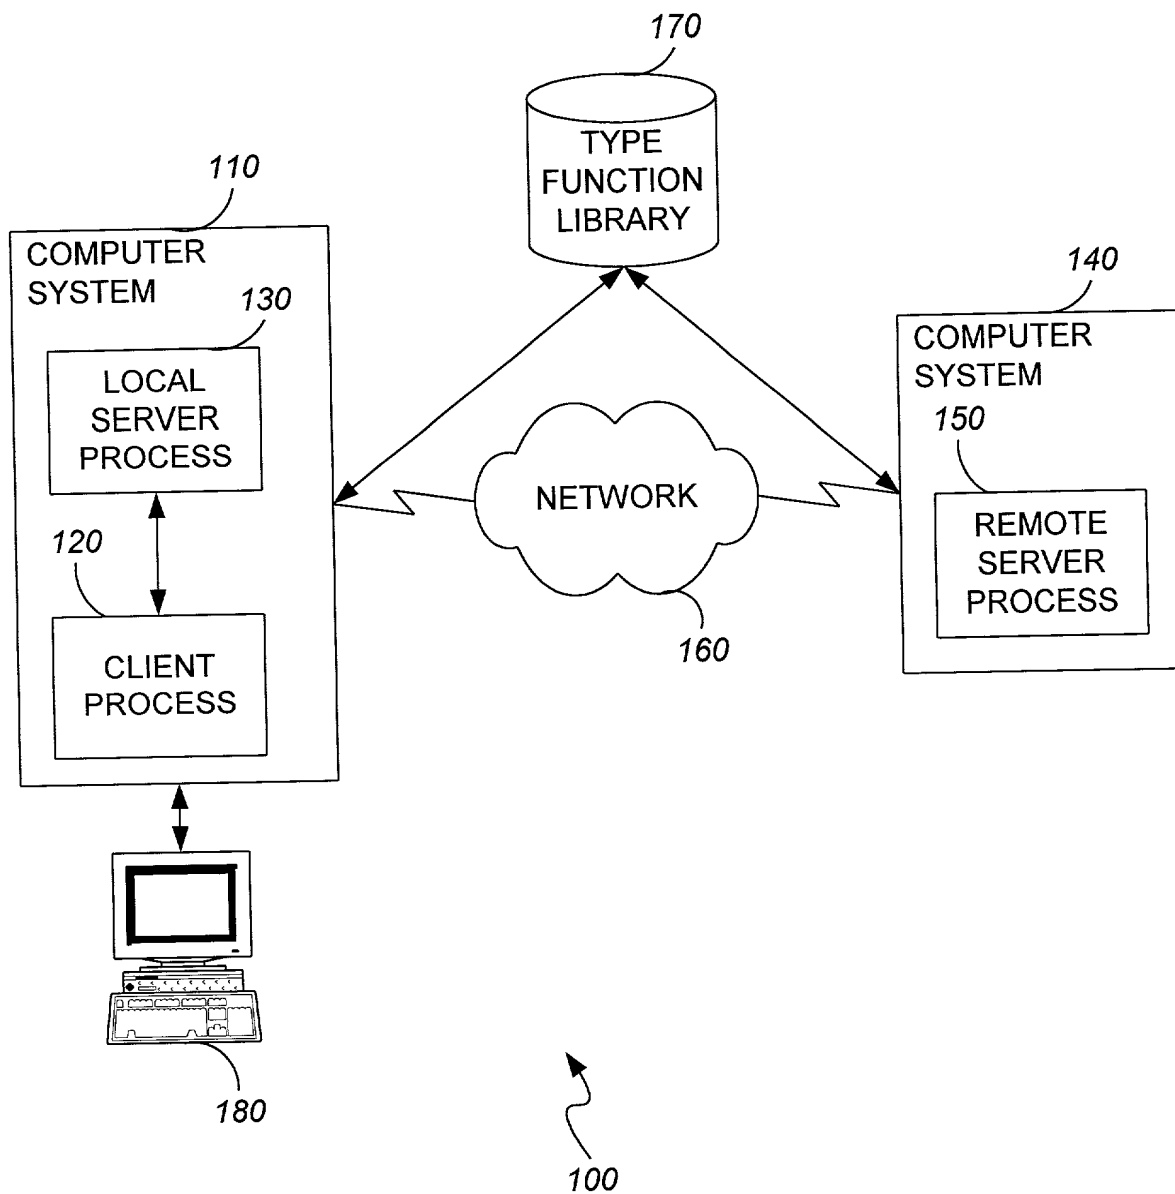 170
TYPE
FUNCTION
LIBRARY
110
COMPUTER
SYSTEM
130
LOCAL
SERVER
PROCESS
120
CLIENT
PROCESS
140
COMPUTER
SYSTEM
150
REMOTE
SERVER
PROCESS
NETWORK
160
180
100